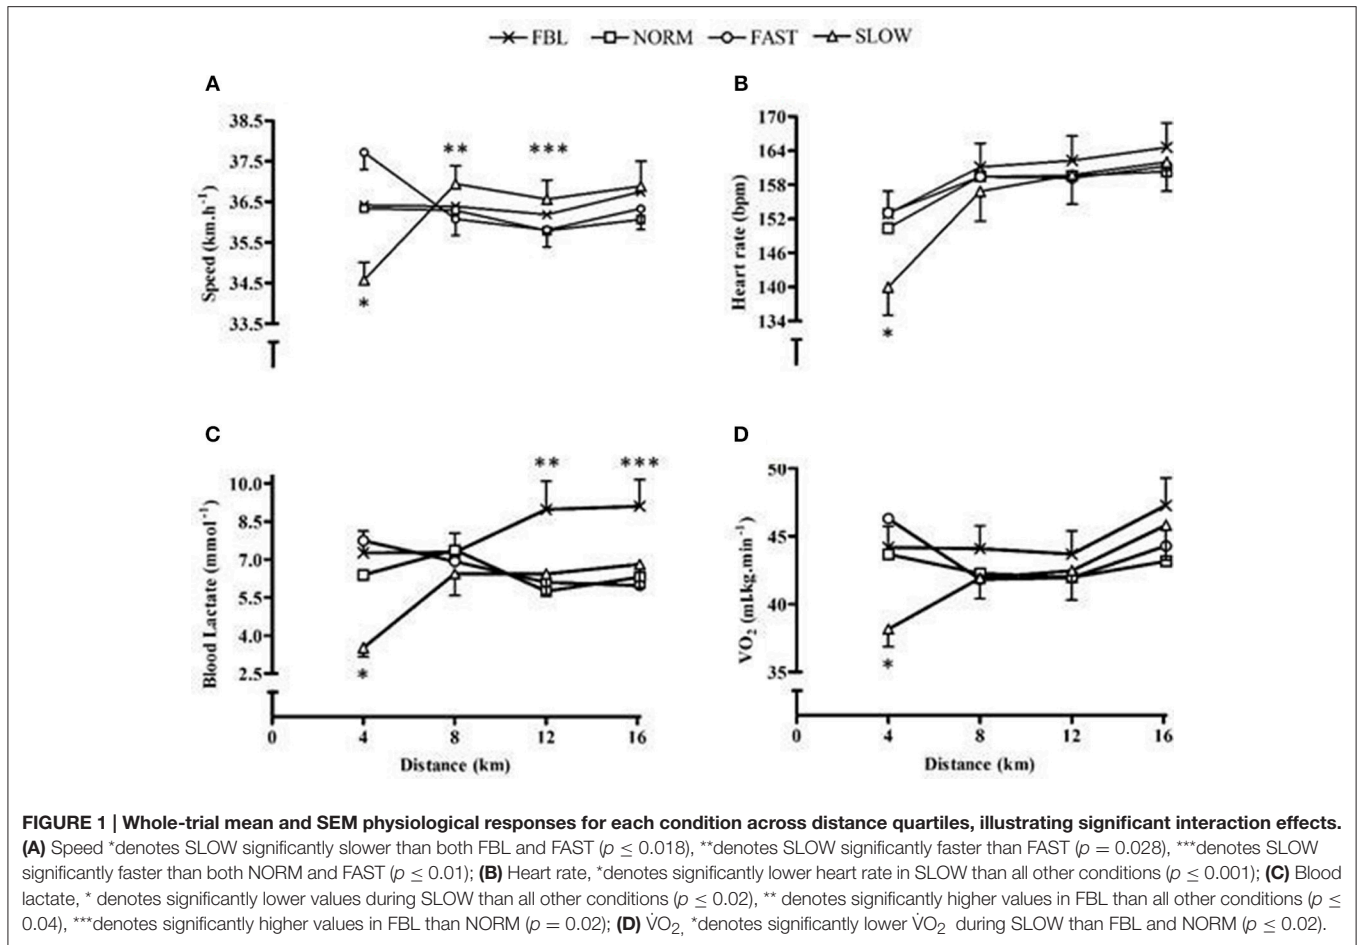 FBL NORM FAST SLOW
A
38.5
37.5
36.5
35.5
34.5
33.5
Speed (km.h⁻¹)
** ***
*
B
170
164
158
152
146
140
134
Heart rate (bpm)
*
C
10.0
8.5
7.0
5.5
4.0
2.5
Blood Lactate (mmol⁻¹)
** ***
*
0 4 8 12 16
Distance (km)
D
50
45
40
35
V̇O₂ (ml.kg.min⁻¹)
*
0 4 8 12 16
Distance (km)
FIGURE 1 | Whole-trial mean and SEM physiological responses for each condition across distance quartiles, illustrating significant interaction effects.
(A) Speed *denotes SLOW significantly slower than both FBL and FAST (p ≤ 0.018), **denotes SLOW significantly faster than FAST (p = 0.028), ***denotes SLOW
significantly faster than both NORM and FAST (p ≤ 0.01); (B) Heart rate, *denotes significantly lower heart rate in SLOW than all other conditions (p ≤ 0.001); (C) Blood
lactate, * denotes significantly lower values during SLOW than all other conditions (p ≤ 0.02), ** denotes significantly higher values in FBL than all other conditions (p ≤
0.04), ***denotes significantly higher values in FBL than NORM (p = 0.02); (D) V̇O₂, *denotes significantly lower V̇O₂ during SLOW than FBL and NORM (p ≤ 0.02).